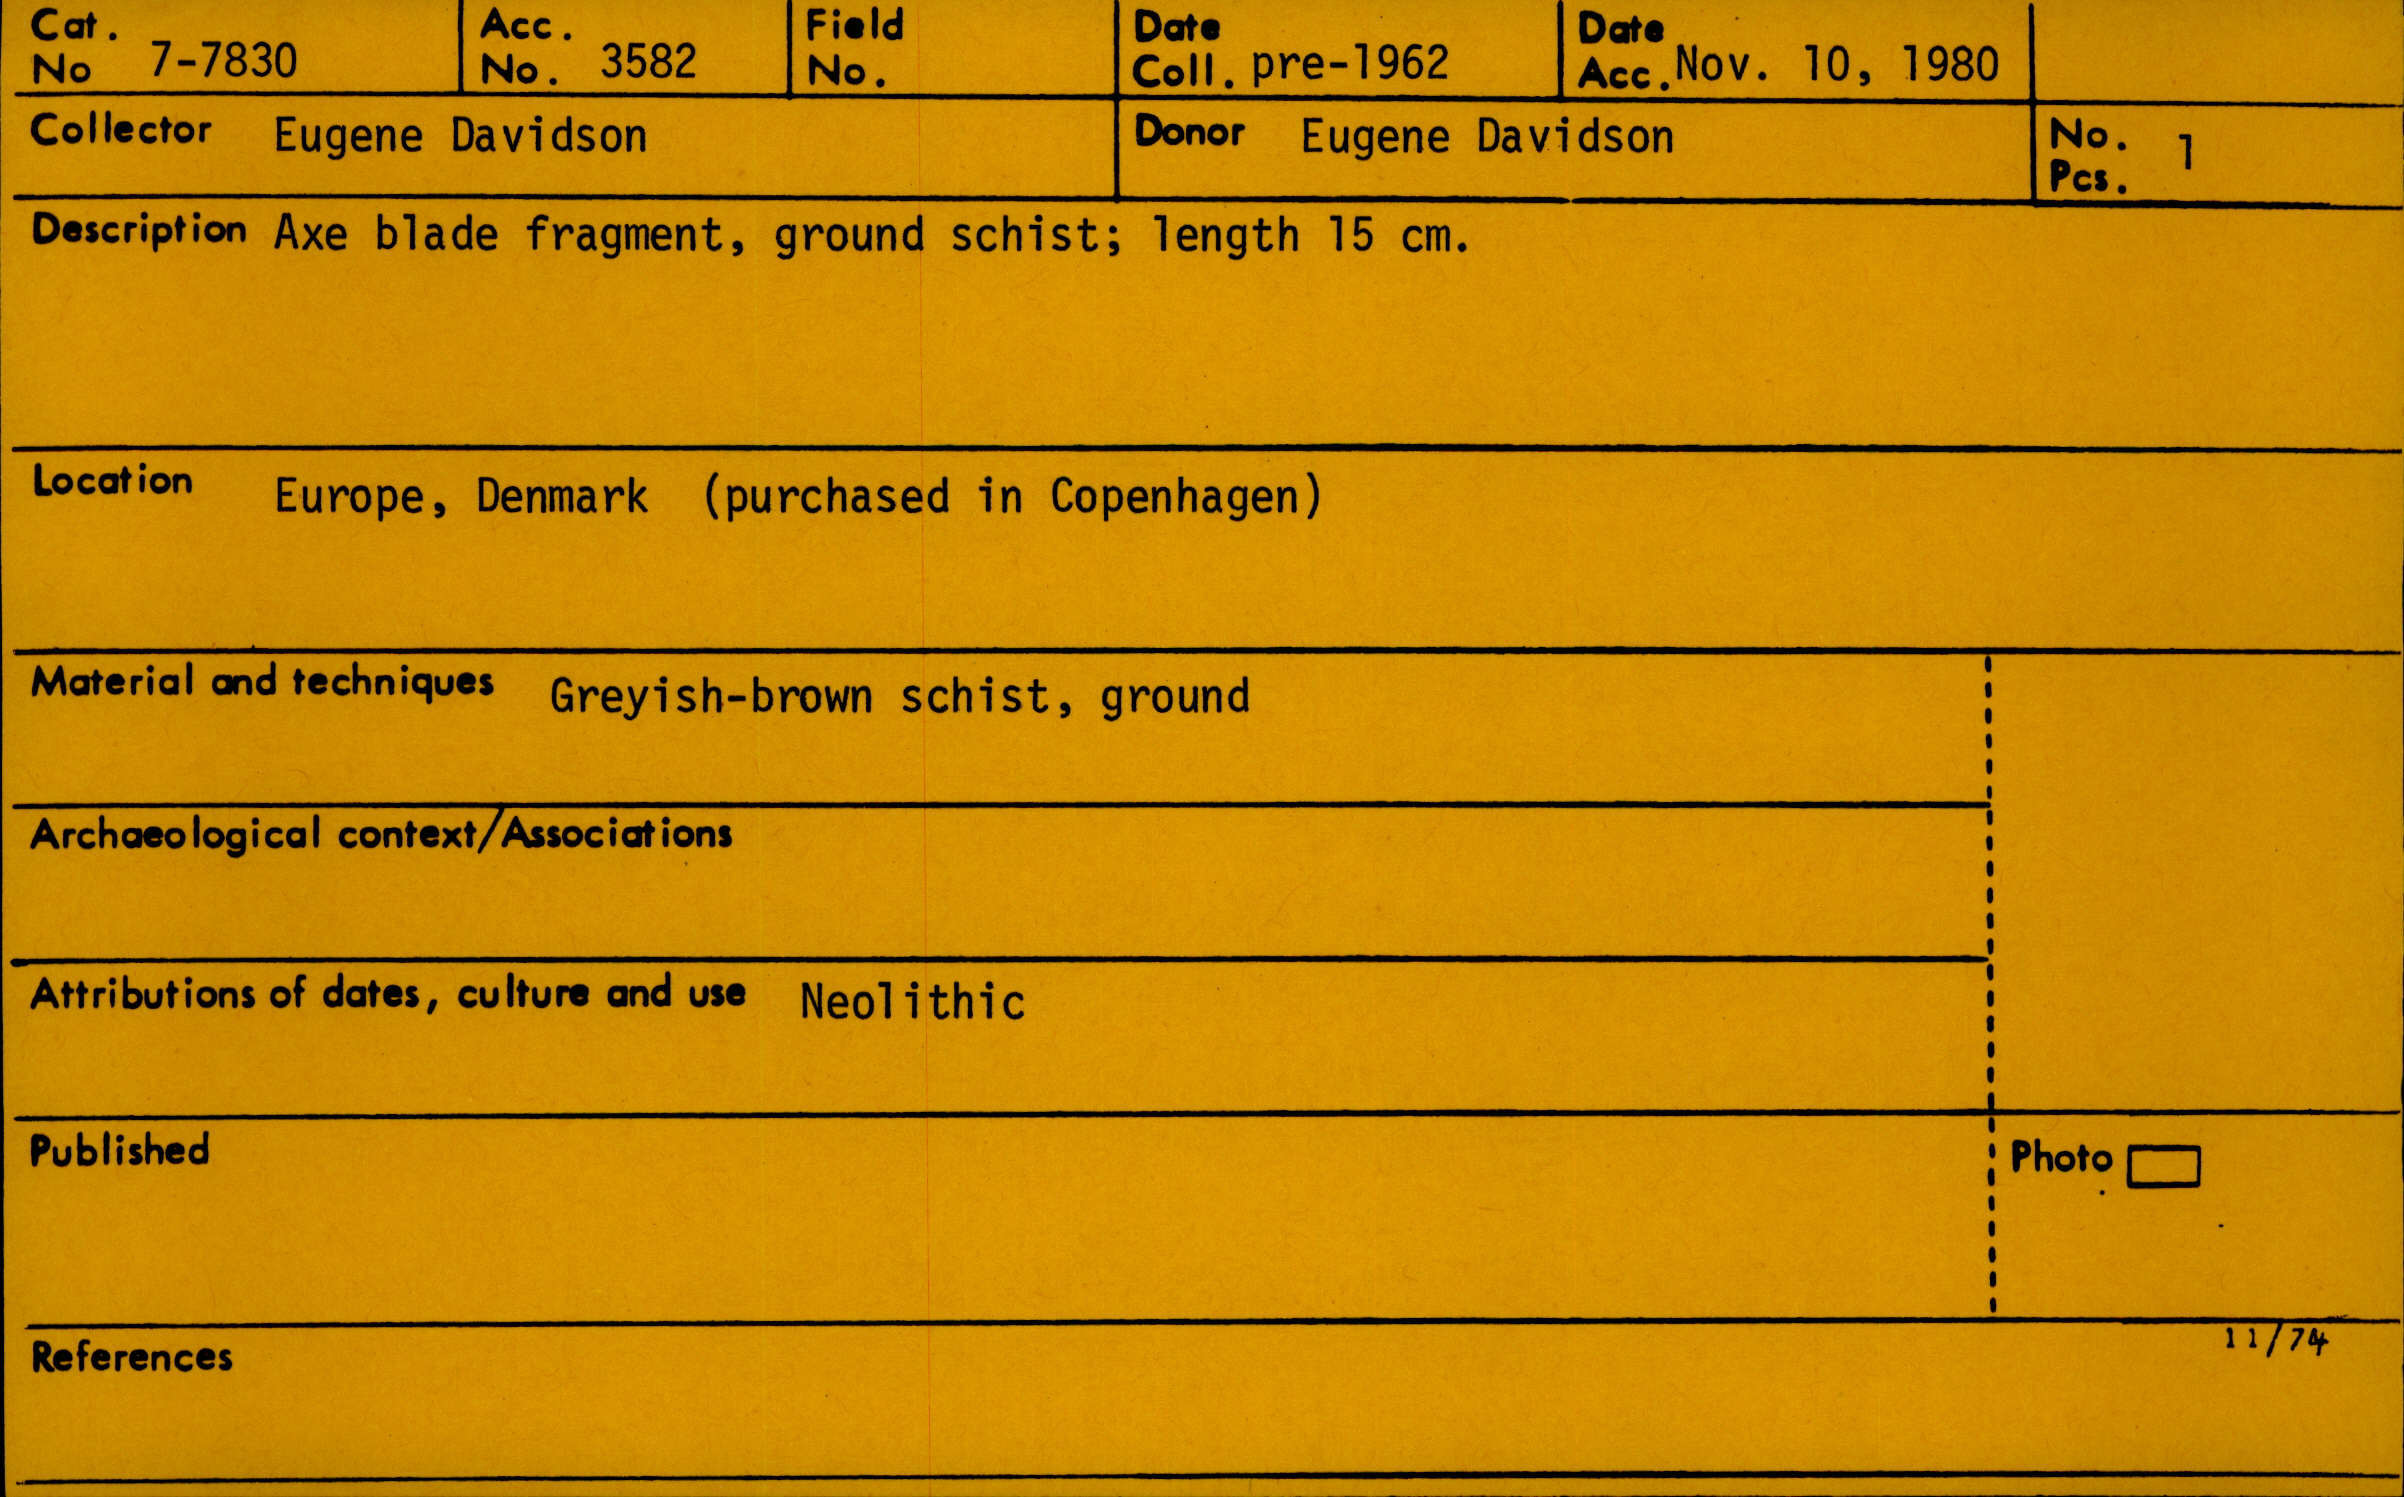 Cat. No 7-7830
Acc. No. 3582
Field No.
Date Coll. pre-1962
Date Acc. Nov. 10, 1980
Collector Eugene Davidson
Donor Eugene Davidson
No. Pcs. 1
Description Axe blade fragment, ground schist; length 15 cm.
Location Europe, Denmark (purchased in Copenhagen)
Material and techniques Greyish-brown schist, ground
Archaeological context/Associations
Attributions of dates, culture and use Neolithic
Published
Photo
11/74
References